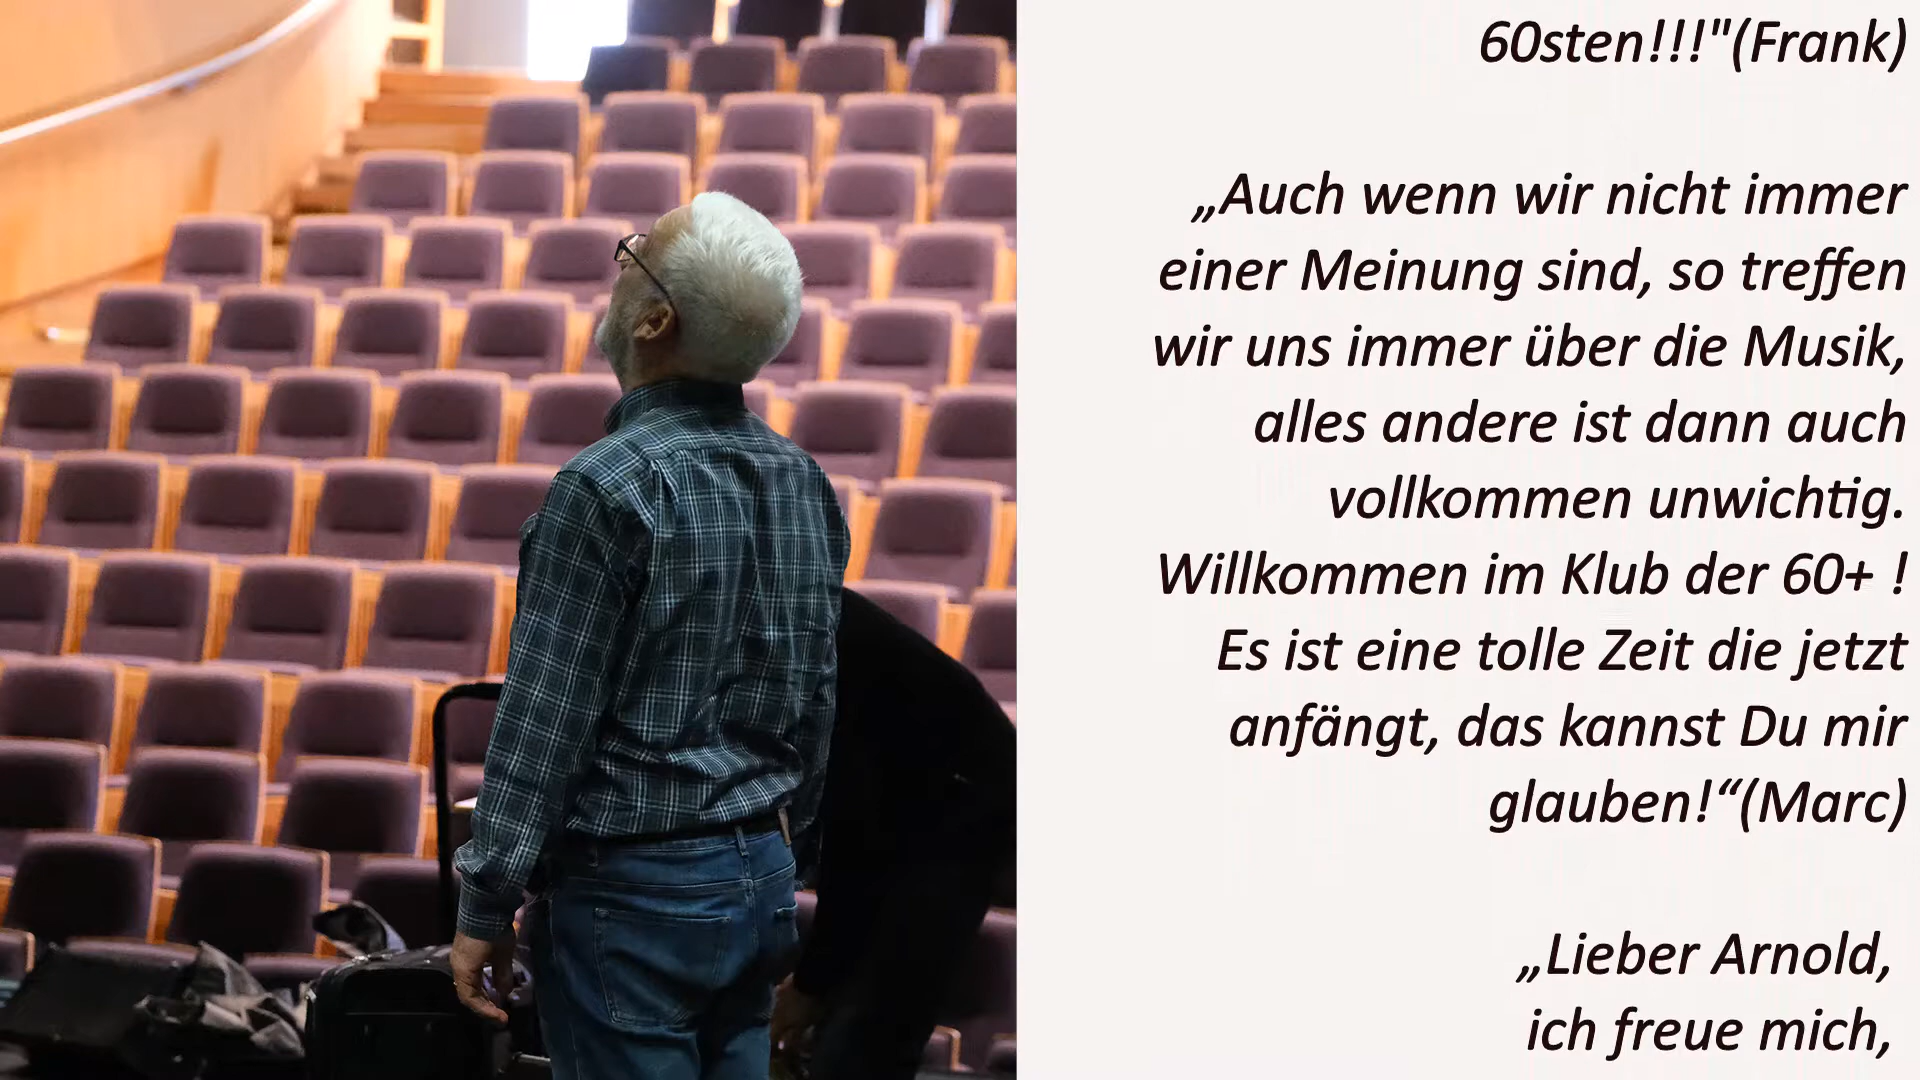 60sten!!!"(Frank)
„Auch wenn wir nicht immer
einer Meinung sind, so treffen
wir uns immer über die Musik,
alles andere ist dann auch
vollkommen unwichtig.
Willkommen im Klub der 60+ !
Es ist eine tolle Zeit die jetzt
anfängt, das kannst Du mir
glauben!“(Marc)
„Lieber Arnold,
ich freue mich,